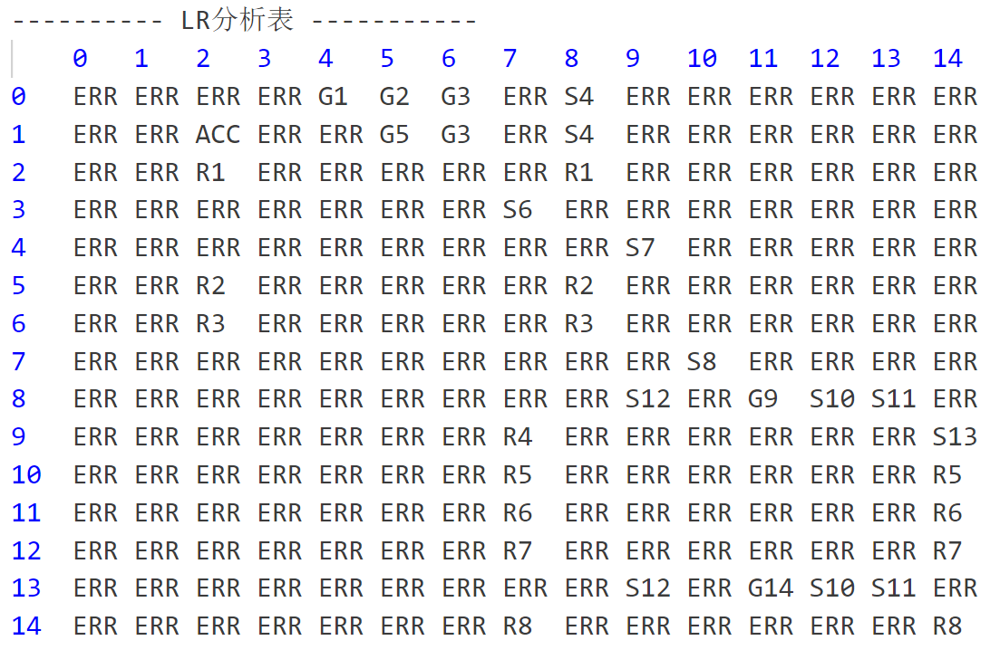 ---------- LR分析表 -----------
0 1 2 3 4 5 6 7 8 9 10 11 12 13 14
0 ERR ERR ERR ERR G1 G2 G3 ERR S4 ERR ERR ERR ERR ERR ERR
1 ERR ERR ACC ERR ERR G5 G3 ERR S4 ERR ERR ERR ERR ERR ERR
2 ERR ERR R1 ERR ERR ERR ERR ERR R1 ERR ERR ERR ERR ERR ERR
3 ERR ERR ERR ERR ERR ERR ERR S6 ERR ERR ERR ERR ERR ERR ERR
4 ERR ERR ERR ERR ERR ERR ERR ERR ERR S7 ERR ERR ERR ERR ERR
5 ERR ERR R2 ERR ERR ERR ERR ERR R2 ERR ERR ERR ERR ERR ERR
6 ERR ERR R3 ERR ERR ERR ERR ERR R3 ERR ERR ERR ERR ERR ERR
7 ERR ERR ERR ERR ERR ERR ERR ERR ERR ERR S8 ERR ERR ERR ERR
8 ERR ERR ERR ERR ERR ERR ERR ERR ERR S12 ERR G9 S10 S11 ERR
9 ERR ERR ERR ERR ERR ERR ERR R4 ERR ERR ERR ERR ERR ERR S13
10 ERR ERR ERR ERR ERR ERR ERR R5 ERR ERR ERR ERR ERR ERR R5
11 ERR ERR ERR ERR ERR ERR ERR R6 ERR ERR ERR ERR ERR ERR R6
12 ERR ERR ERR ERR ERR ERR ERR R7 ERR ERR ERR ERR ERR ERR R7
13 ERR ERR ERR ERR ERR ERR ERR ERR ERR S12 ERR G14 S10 S11 ERR
14 ERR ERR ERR ERR ERR ERR ERR R8 ERR ERR ERR ERR ERR ERR R8